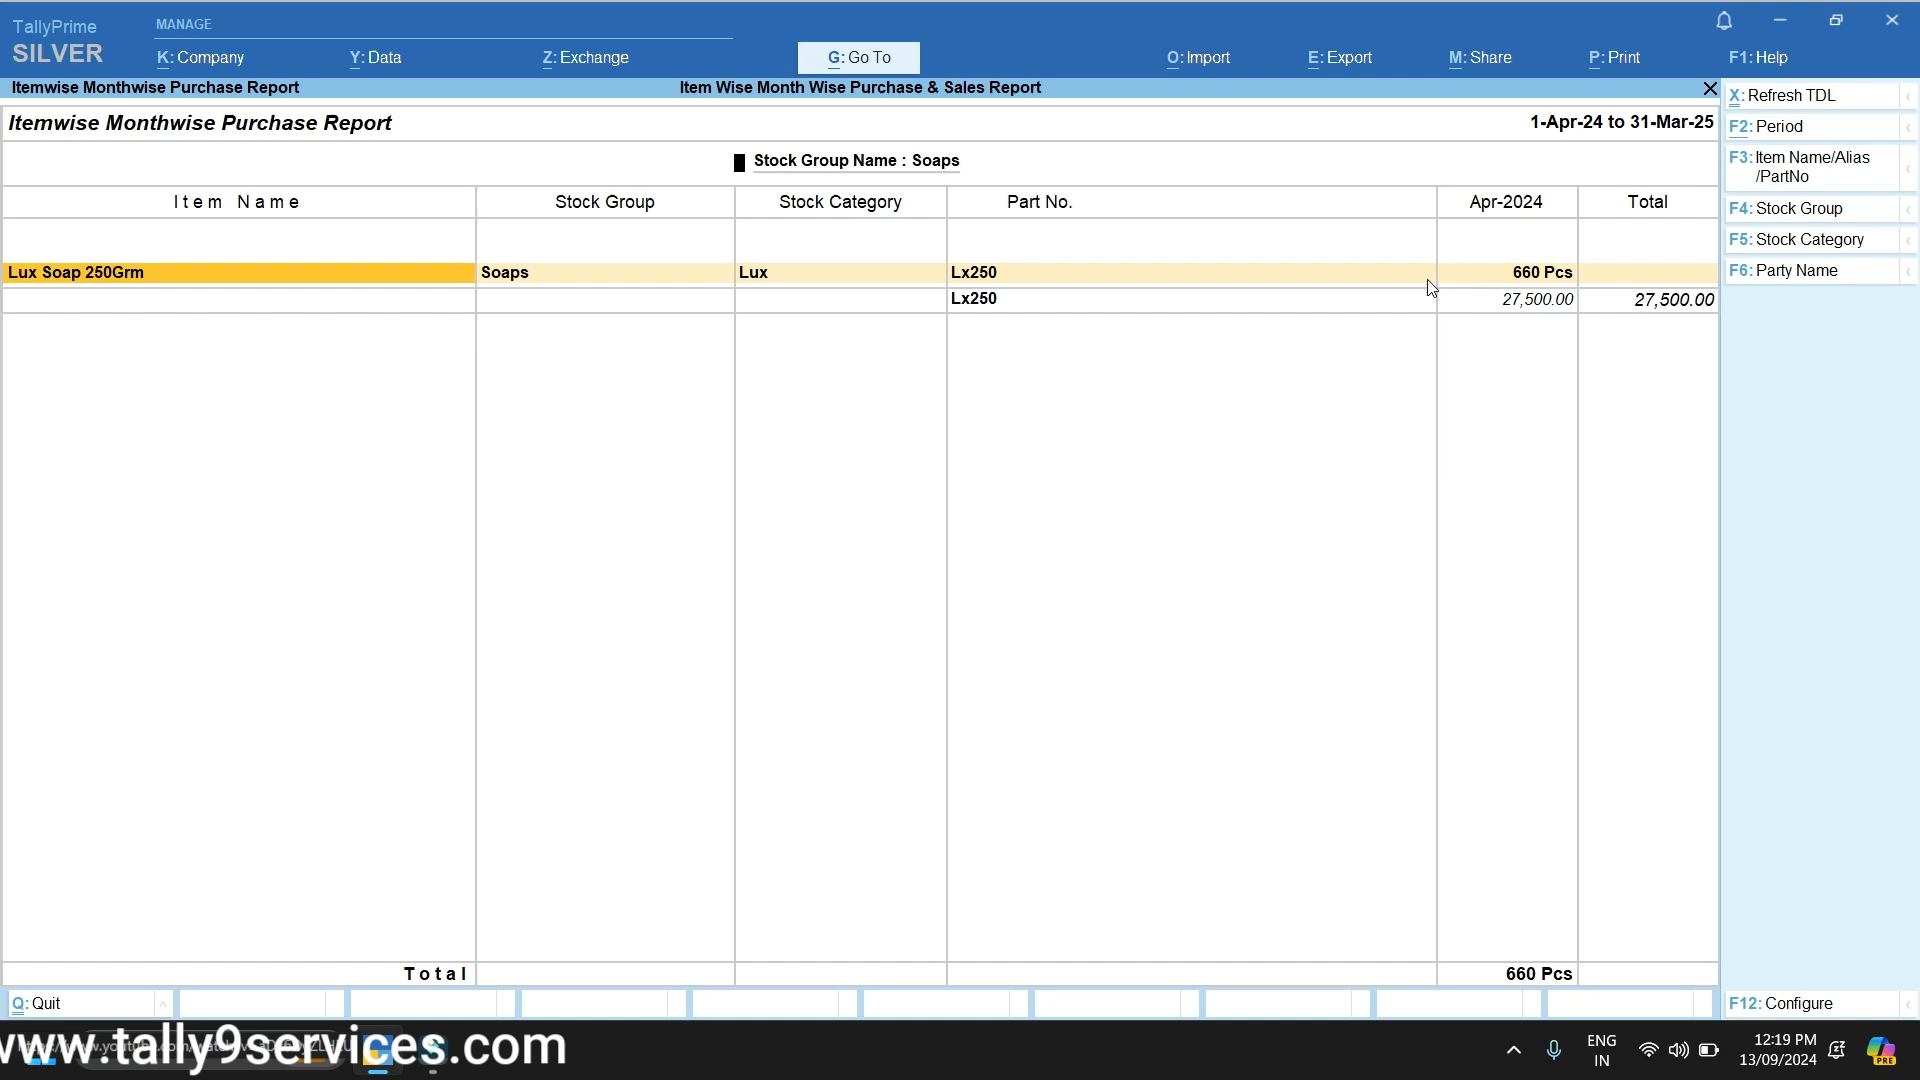 TallyPrime
SILVER
MANAGE
K: Company
Y: Data
Z: Exchange
G: Go To
O: Import
E: Export
M: Share
P: Print
F1: Help
Itemwise Monthwise Purchase Report
Item Wise Month Wise Purchase & Sales Report
Itemwise Monthwise Purchase Report
1-Apr-24 to 31-Mar-25
Stock Group Name : Soaps
Item Name Stock Group Stock Category Part No. Apr-2024 Total
Lux Soap 250Grm Soaps Lux Lx250 660 Pcs
Lx250 27,500.00 27,500.00
Total 660 Pcs
X: Refresh TDL
F2: Period
F3: Item Name/Alias
/PartNo
F4: Stock Group
F5: Stock Category
F6: Party Name
Q: Quit
F12: Configure
www.tally9services.com
ENG
IN
12:19 PM
13/09/2024
PRE